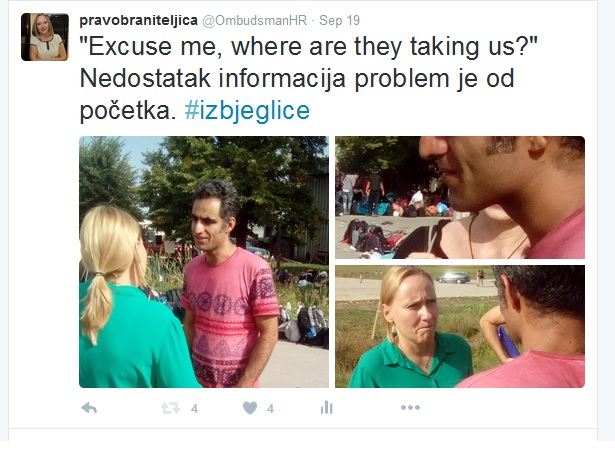 pravobraniteljica @OmbudsmanHR · Sep 19
"Excuse me, where are they taking us?"
Nedostatak informacija problem je od
početka. #izbjeglice
4 4